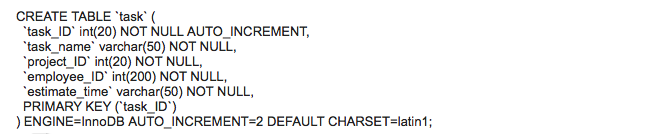 CREATE TABLE `task` (
`task_ID` int(20) NOT NULL AUTO_INCREMENT,
`task_name` varchar(50) NOT NULL,
`project_ID` int(20) NOT NULL,
`employee_ID` int(200) NOT NULL,
`estimate_time` varchar(50) NOT NULL,
PRIMARY KEY (`task_ID`)
) ENGINE=InnoDB AUTO_INCREMENT=2 DEFAULT CHARSET=latin1;